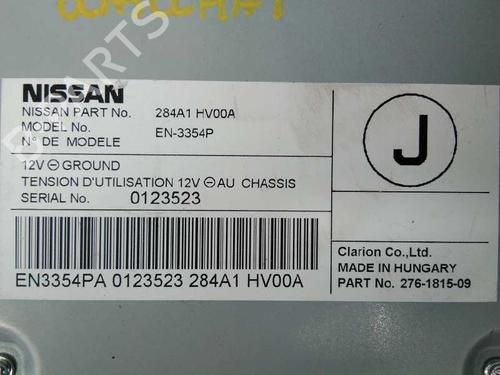 NISSAN
NISSAN PART No. 284A1 HV00A
MODEL No. EN-3354P
N° DE MODELE
12V ⊖ GROUND
TENSION D'UTILISATION 12V ⊖ AU CHASSIS
SERIAL No. 0123523
EN3354PA 0123523 284A1 HV00A
J
Clarion Co.,Ltd.
MADE IN HUNGARY
PART No. 276-1815-09
PARTS